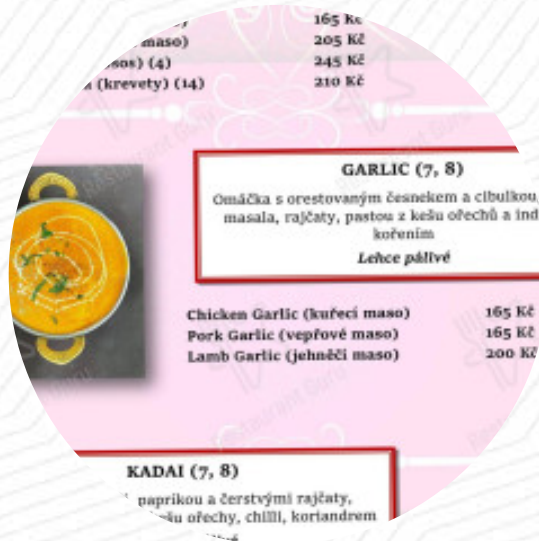 165 Kč
maso) 205 Kč
(4) 245 Kč
(krevety) (14) 210 Kč
GARLIC (7, 8)
Omáčka s orestovaným česnekem a cibulkou,
masala, rajčaty, pastou z kešu ořechů a ind
kořením
Lehce pálivé
Chicken Garlic (kuřecí maso) 165 Kč
Pork Garlic (vepřové maso) 165 Kč
Lamb Garlic (jehněčí maso) 200 Kč
KADAI (7, 8)
paprikou a čerstvými rajčaty,
ořechy, chilli, koriandrem